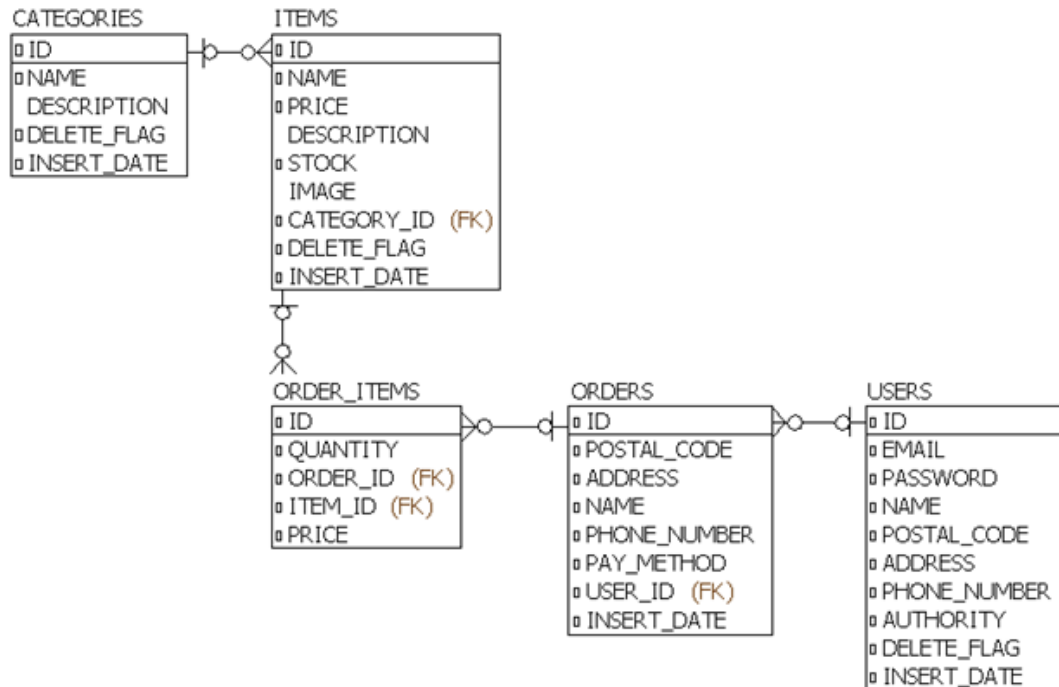 CATEGORIES
ID
NAME
DESCRIPTION
DELETE_FLAG
INSERT_DATE
ITEMS
ID
NAME
PRICE
DESCRIPTION
STOCK
IMAGE
CATEGORY_ID (FK)
DELETE_FLAG
INSERT_DATE
ORDER_ITEMS
ID
QUANTITY
ORDER_ID (FK)
ITEM_ID (FK)
PRICE
ORDERS
ID
POSTAL_CODE
ADDRESS
NAME
PHONE_NUMBER
PAY_METHOD
USER_ID (FK)
INSERT_DATE
USERS
ID
EMAIL
PASSWORD
NAME
POSTAL_CODE
ADDRESS
PHONE_NUMBER
AUTHORITY
DELETE_FLAG
INSERT_DATE